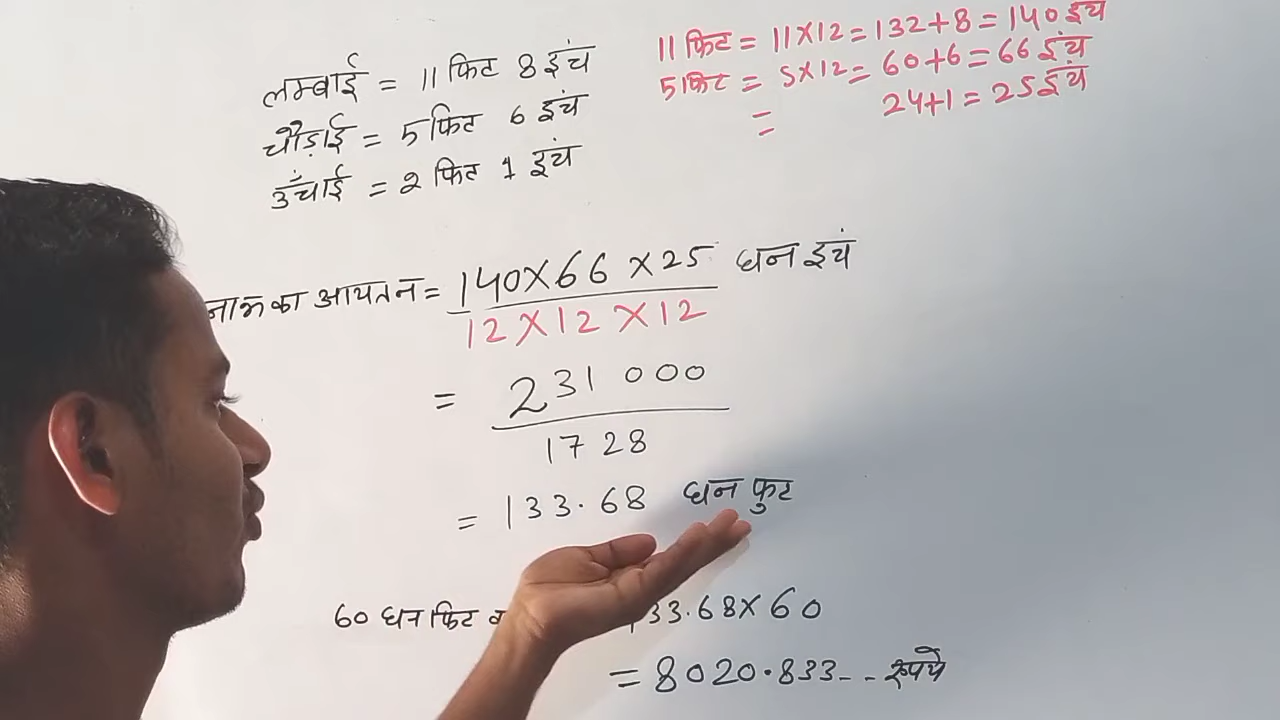 लम्बाई = 11 फिट 8 इंच
चौड़ाई = 5 फिट 6 इंच
ऊँचाई = 2 फिट 1 इंच
11 फिट = 11×12 = 132+8 = 140 इंच
5 फिट = 5×12 = 60+6 = 66 इंच
= 24+1 = 25 इंच
का आयतन = 140×66×25 घन इचं
12×12×12
= 231000
1728
= 133.68 घन फुट
60 घन फिट 133.68×60
= 8020.833-- रुपये